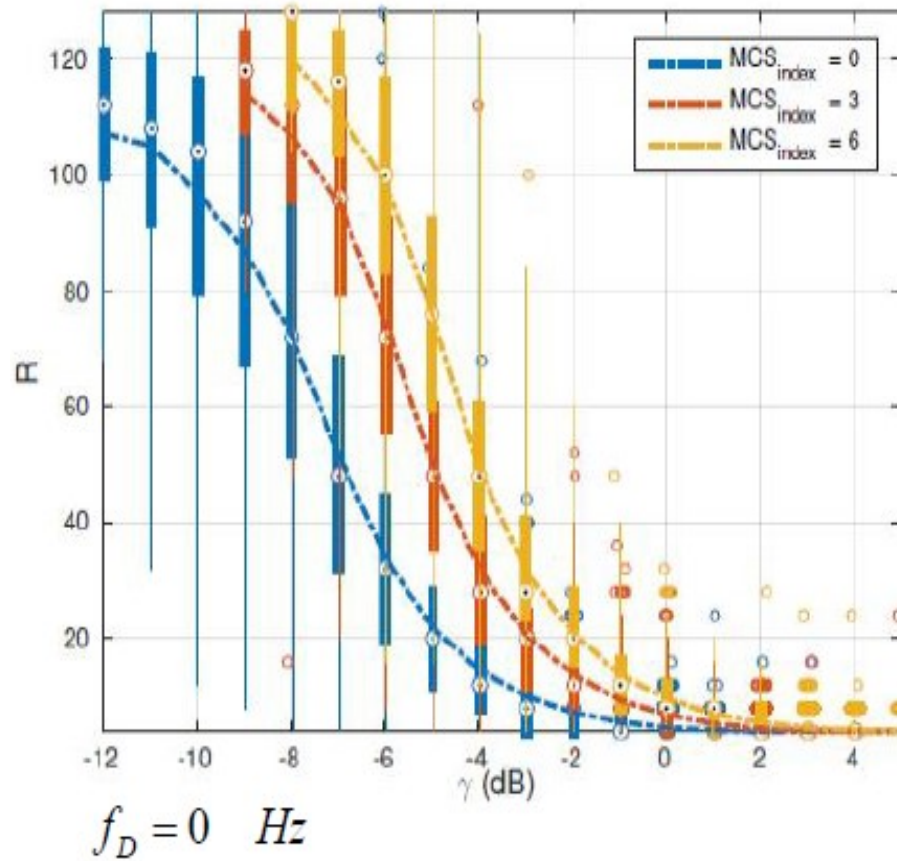 120
100
80
60
40
20
R
MCS_index = 0
MCS_index = 3
MCS_index = 6
-12 -10 -8 -6 -4 -2 0 2 4
γ (dB)
f_D = 0 Hz